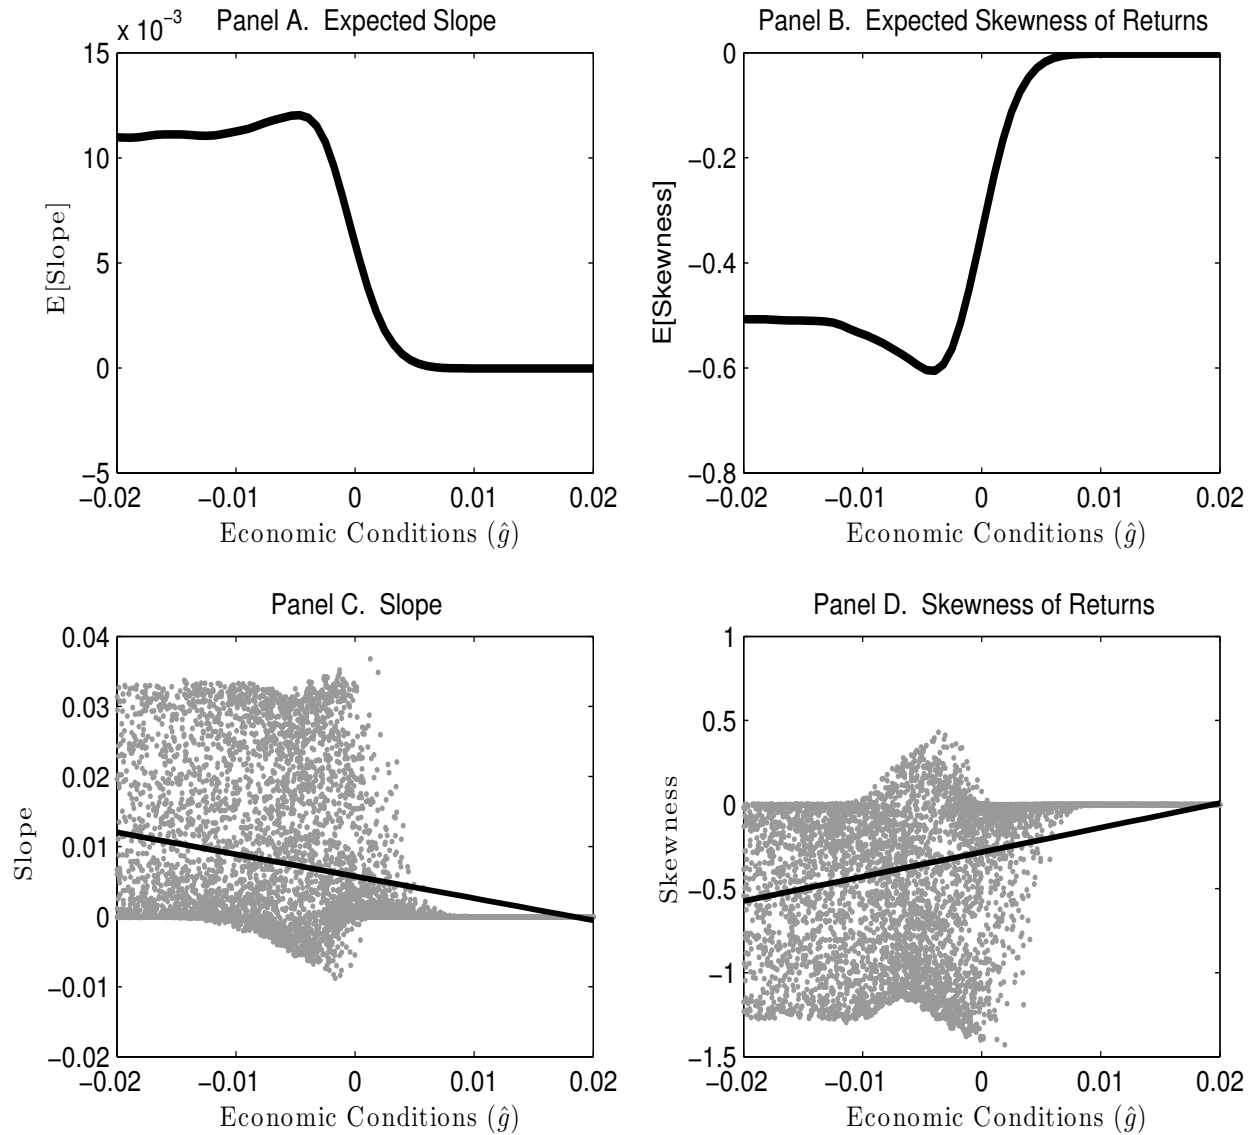 Panel A. Expected Slope
x 10⁻³
15
10
5
0
−5
E[Slope]
−0.02 −0.01 0 0.01 0.02
Economic Conditions (ĝ)
Panel B. Expected Skewness of Returns
0
−0.2
−0.4
−0.6
−0.8
E[Skewness]
−0.02 −0.01 0 0.01 0.02
Economic Conditions (ĝ)
Panel C. Slope
0.04
0.03
0.02
0.01
0
−0.01
−0.02
Slope
−0.02 −0.01 0 0.01 0.02
Economic Conditions (ĝ)
Panel D. Skewness of Returns
1
0.5
0
−0.5
−1
−1.5
Skewness
−0.02 −0.01 0 0.01 0.02
Economic Conditions (ĝ)